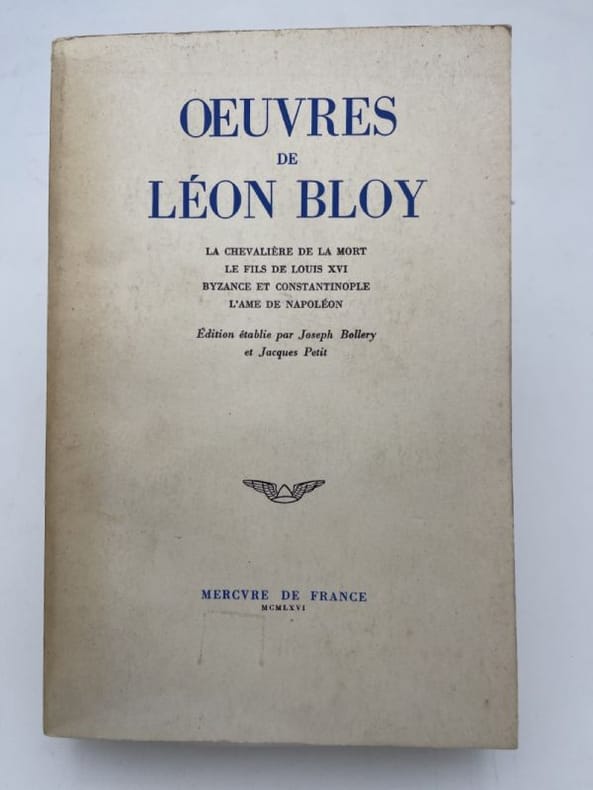 OEUVRES
DE
LÉON BLOY
LA CHEVALIÈRE DE LA MORT
LE FILS DE LOUIS XVI
BYZANCE ET CONSTANTINOPLE
L'AME DE NAPOLÉON
Édition établie par Joseph Bollery
et Jacques Petit
MERCVRE DE FRANCE
MCMLXVI